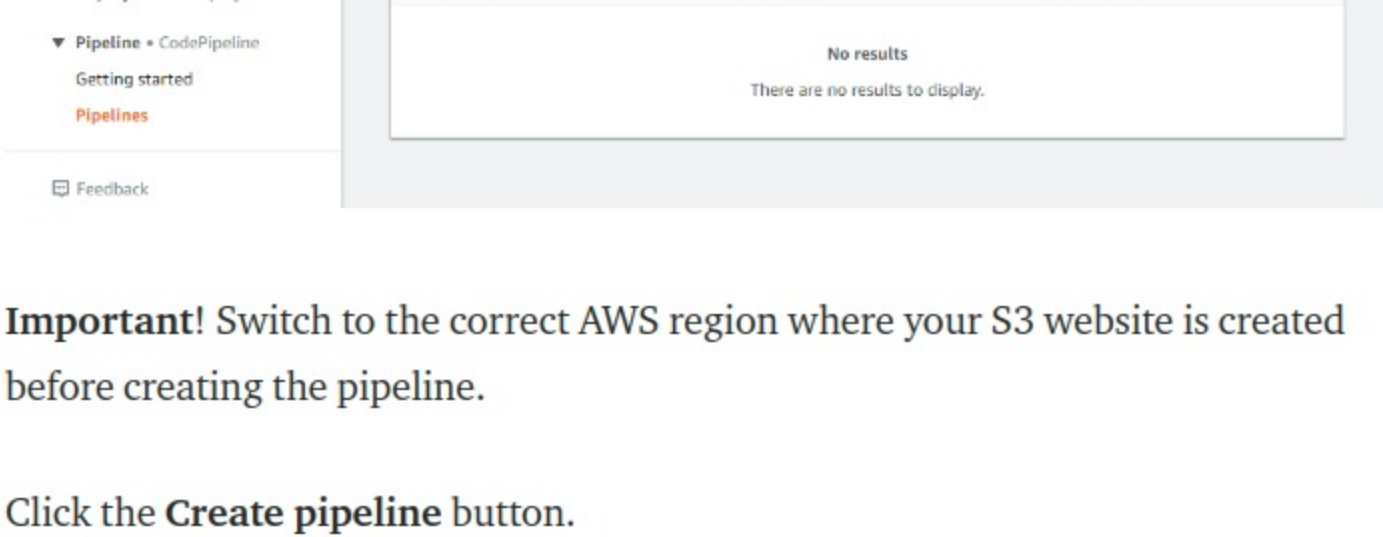 Pipeline • CodePipeline
Getting started
Pipelines
Feedback
No results
There are no results to display.
Important! Switch to the correct AWS region where your S3 website is created
before creating the pipeline.
Click the Create pipeline button.